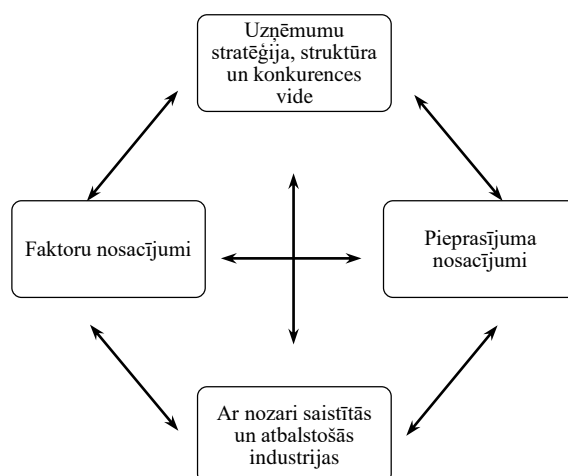 Uzņēmumu
stratēģija, struktūra
un konkurences
vide
Faktoru nosacījumi
Pieprasījuma
nosacījumi
Ar nozari saistītās
un atbalstošās
industrijas